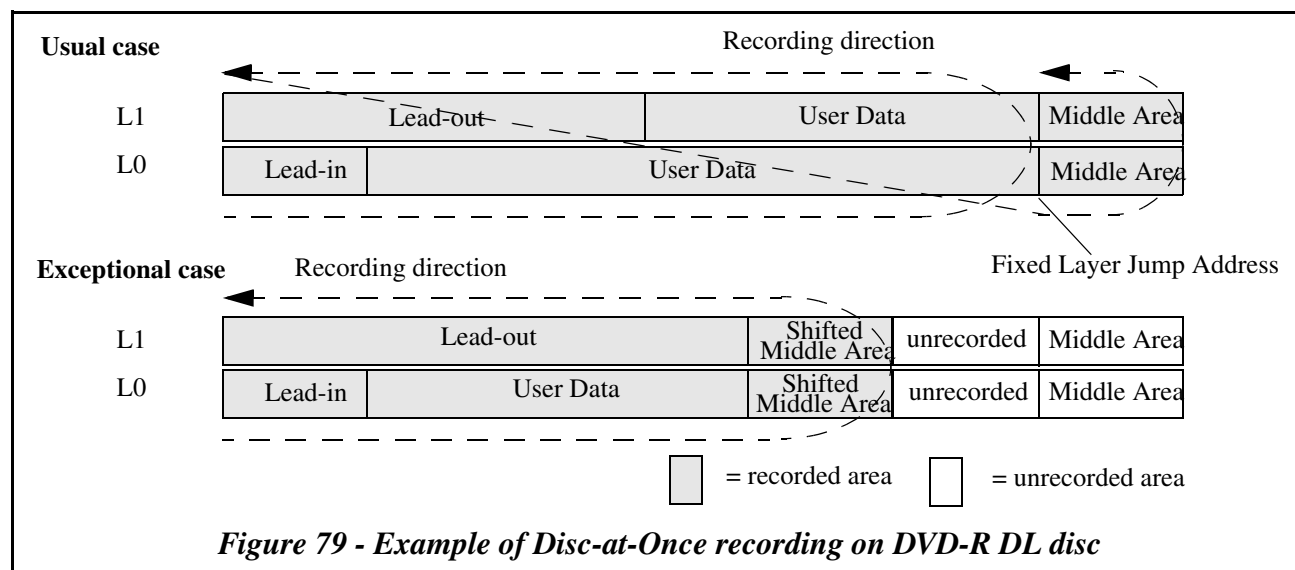 Usual case
Recording direction
L1
Lead-out
User Data
Middle Area
L0
Lead-in
User Data
Middle Area
Fixed Layer Jump Address
Exceptional case
Recording direction
L1
Lead-out
Shifted
Middle Area
unrecorded
Middle Area
L0
Lead-in
User Data
Shifted
Middle Area
unrecorded
Middle Area
= recorded area
= unrecorded area
Figure 79 - Example of Disc-at-Once recording on DVD-R DL disc